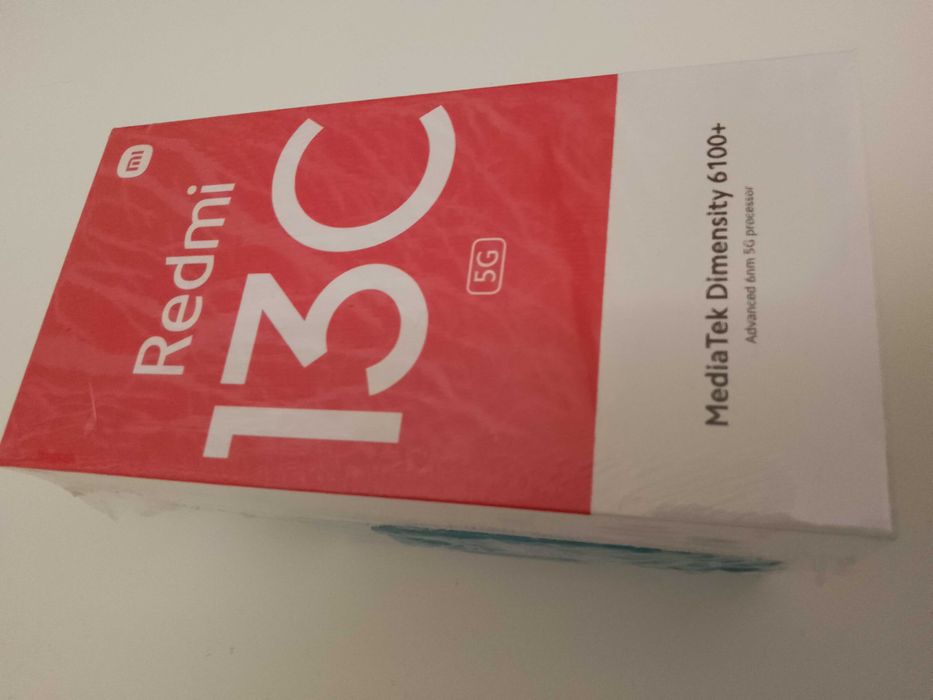 mi
Redmi
13C
5G
MediaTek Dimensity 6100+
Advanced 6nm 5G processor